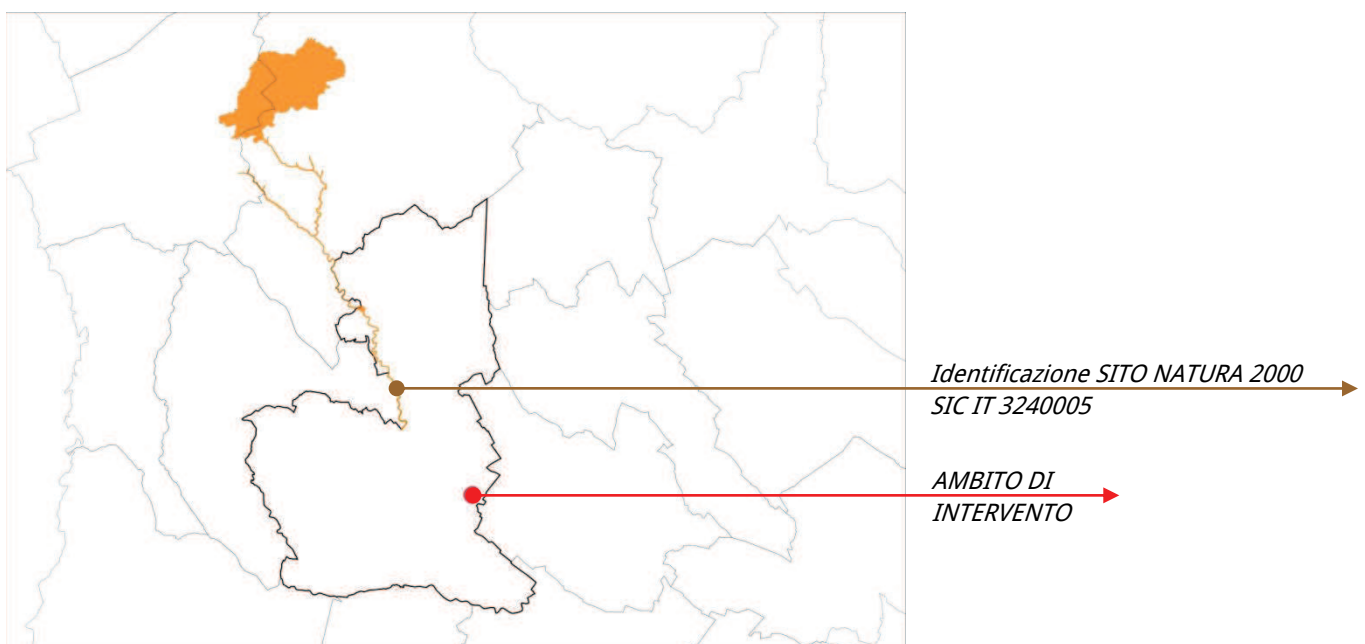 Identificazione SITO NATURA 2000
SIC IT 3240005
AMBITO DI
INTERVENTO